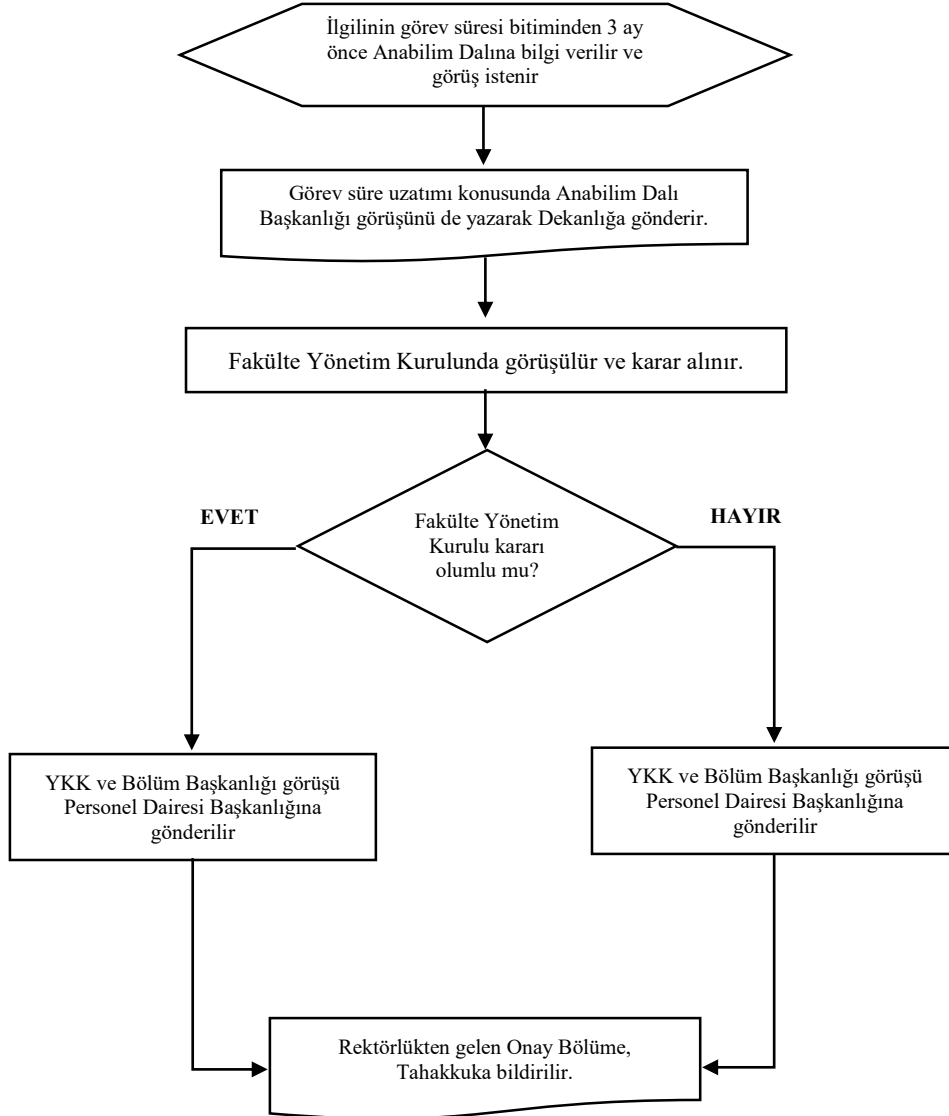 İlgilinin görev süresi bitiminden 3 ay
önce Anabilim Dalına bilgi verilir ve
görüş istenir
Görev süre uzatımı konusunda Anabilim Dalı
Başkanlığı görüşünü de yazarak Dekanlığa gönderir.
Fakülte Yönetim Kurulunda görüşülür ve karar alınır.
EVET
HAYIR
Fakülte Yönetim
Kurulu kararı
olumlu mu?
YKK ve Bölüm Başkanlığı görüşü
Personel Dairesi Başkanlığına
gönderilir
YKK ve Bölüm Başkanlığı görüşü
Personel Dairesi Başkanlığına
gönderilir
Rektörlükten gelen Onay Bölüme,
Tahakkuka bildirilir.